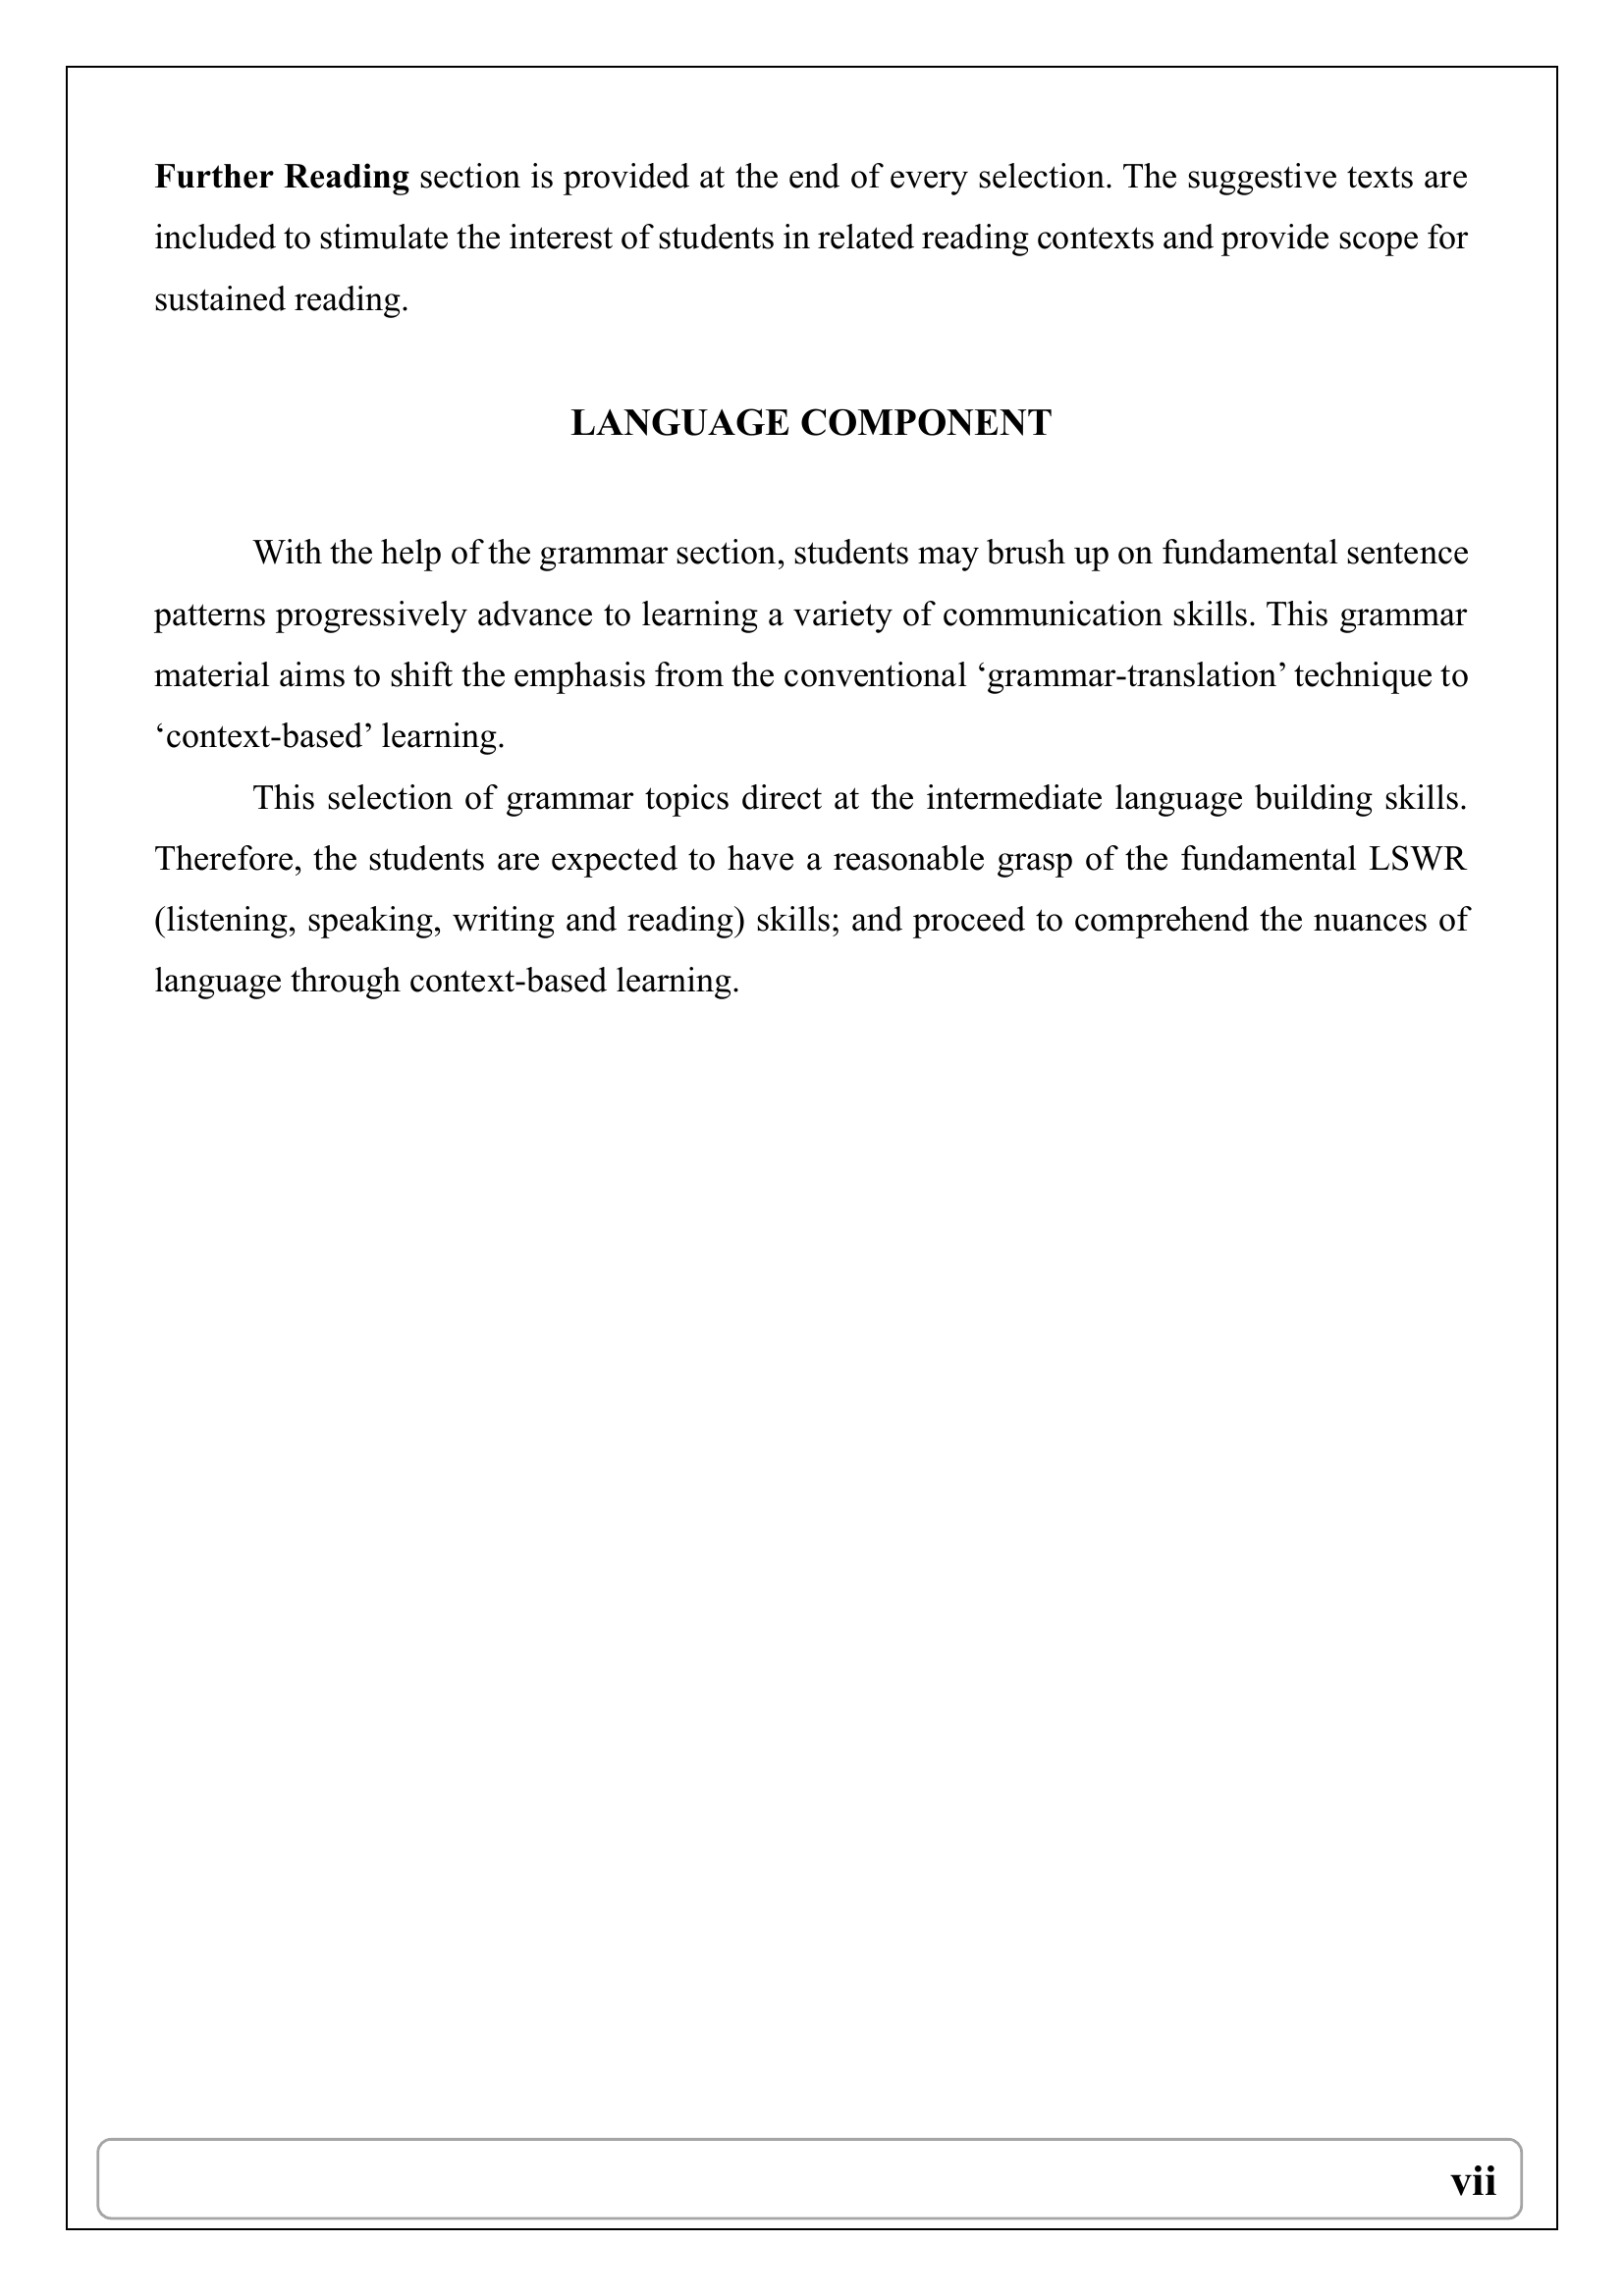 Further Reading section is provided at the end of every selection. The suggestive texts are
included to stimulate the interest of students in related reading contexts and provide scope for
sustained reading.
LANGUAGE COMPONENT
With the help of the grammar section, students may brush up on fundamental sentence
patterns progressively advance to learning a variety of communication skills. This grammar
material aims to shift the emphasis from the conventional ‘grammar-translation’ technique to
‘context-based’ learning.
This selection of grammar topics direct at the intermediate language building skills.
Therefore, the students are expected to have a reasonable grasp of the fundamental LSWR
(listening, speaking, writing and reading) skills; and proceed to comprehend the nuances of
language through context-based learning.
vii